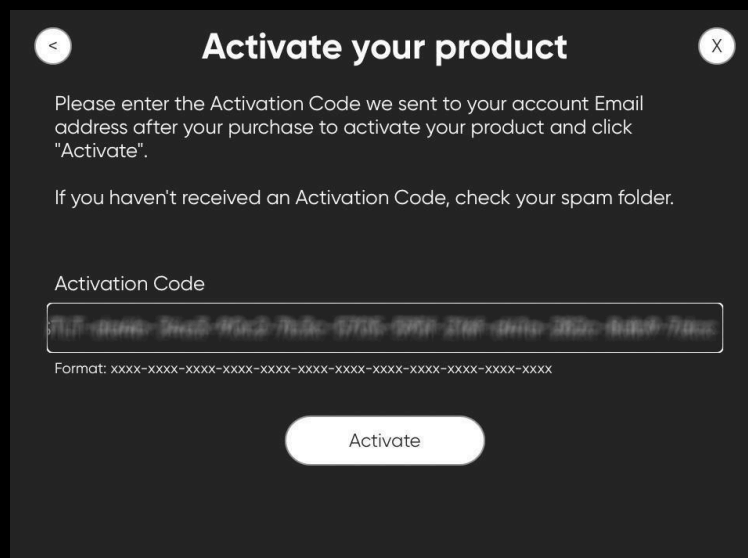 <
Activate your product
X
Please enter the Activation Code we sent to your account Email
address after your purchase to activate your product and click
"Activate".
If you haven't received an Activation Code, check your spam folder.
Activation Code
Format: xxxx-xxxx-xxxx-xxxx-xxxx-xxxx-xxxx-xxxx-xxxx-xxxx-xxxx-xxxx
Activate